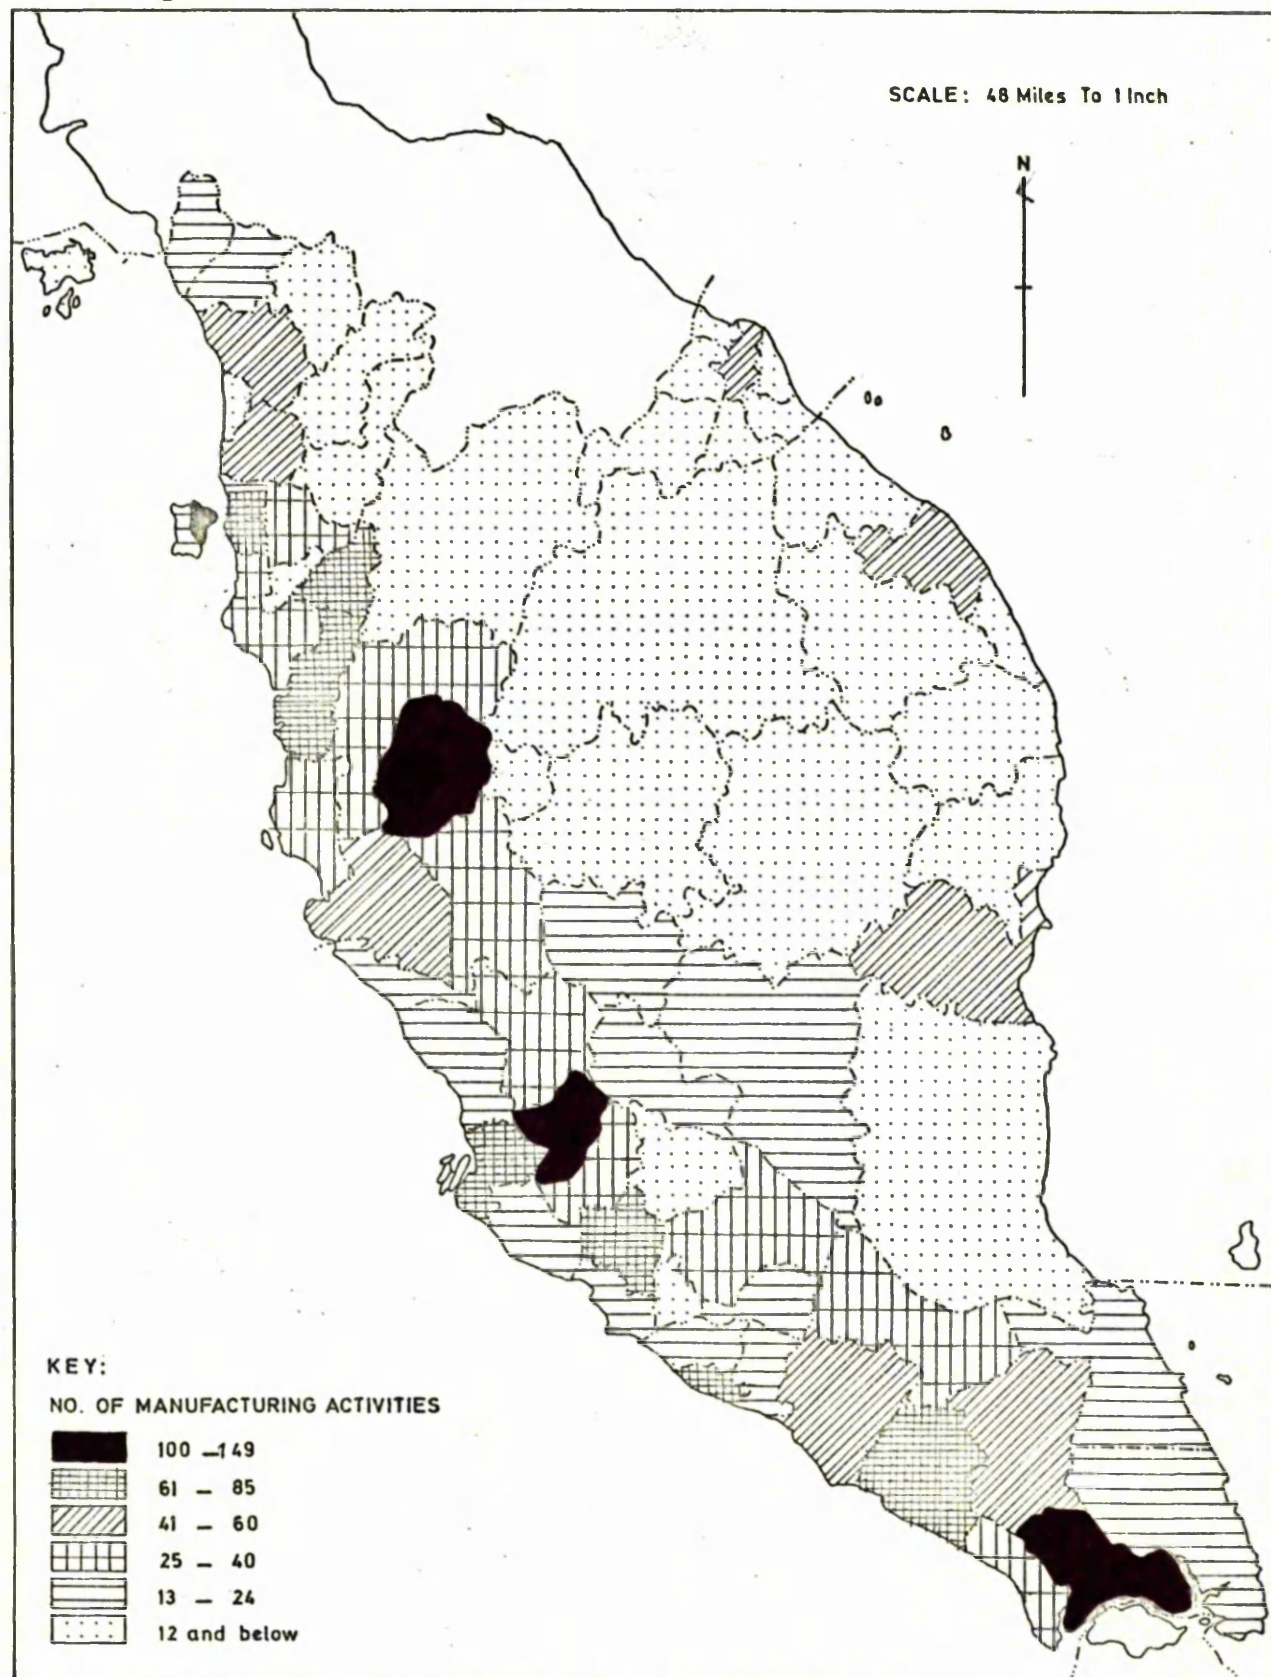 SCALE: 48 Miles To 1 Inch
N
KEY:
NO. OF MANUFACTURING ACTIVITIES
100 – 149
61 – 85
41 – 60
25 – 40
13 – 24
12 and below